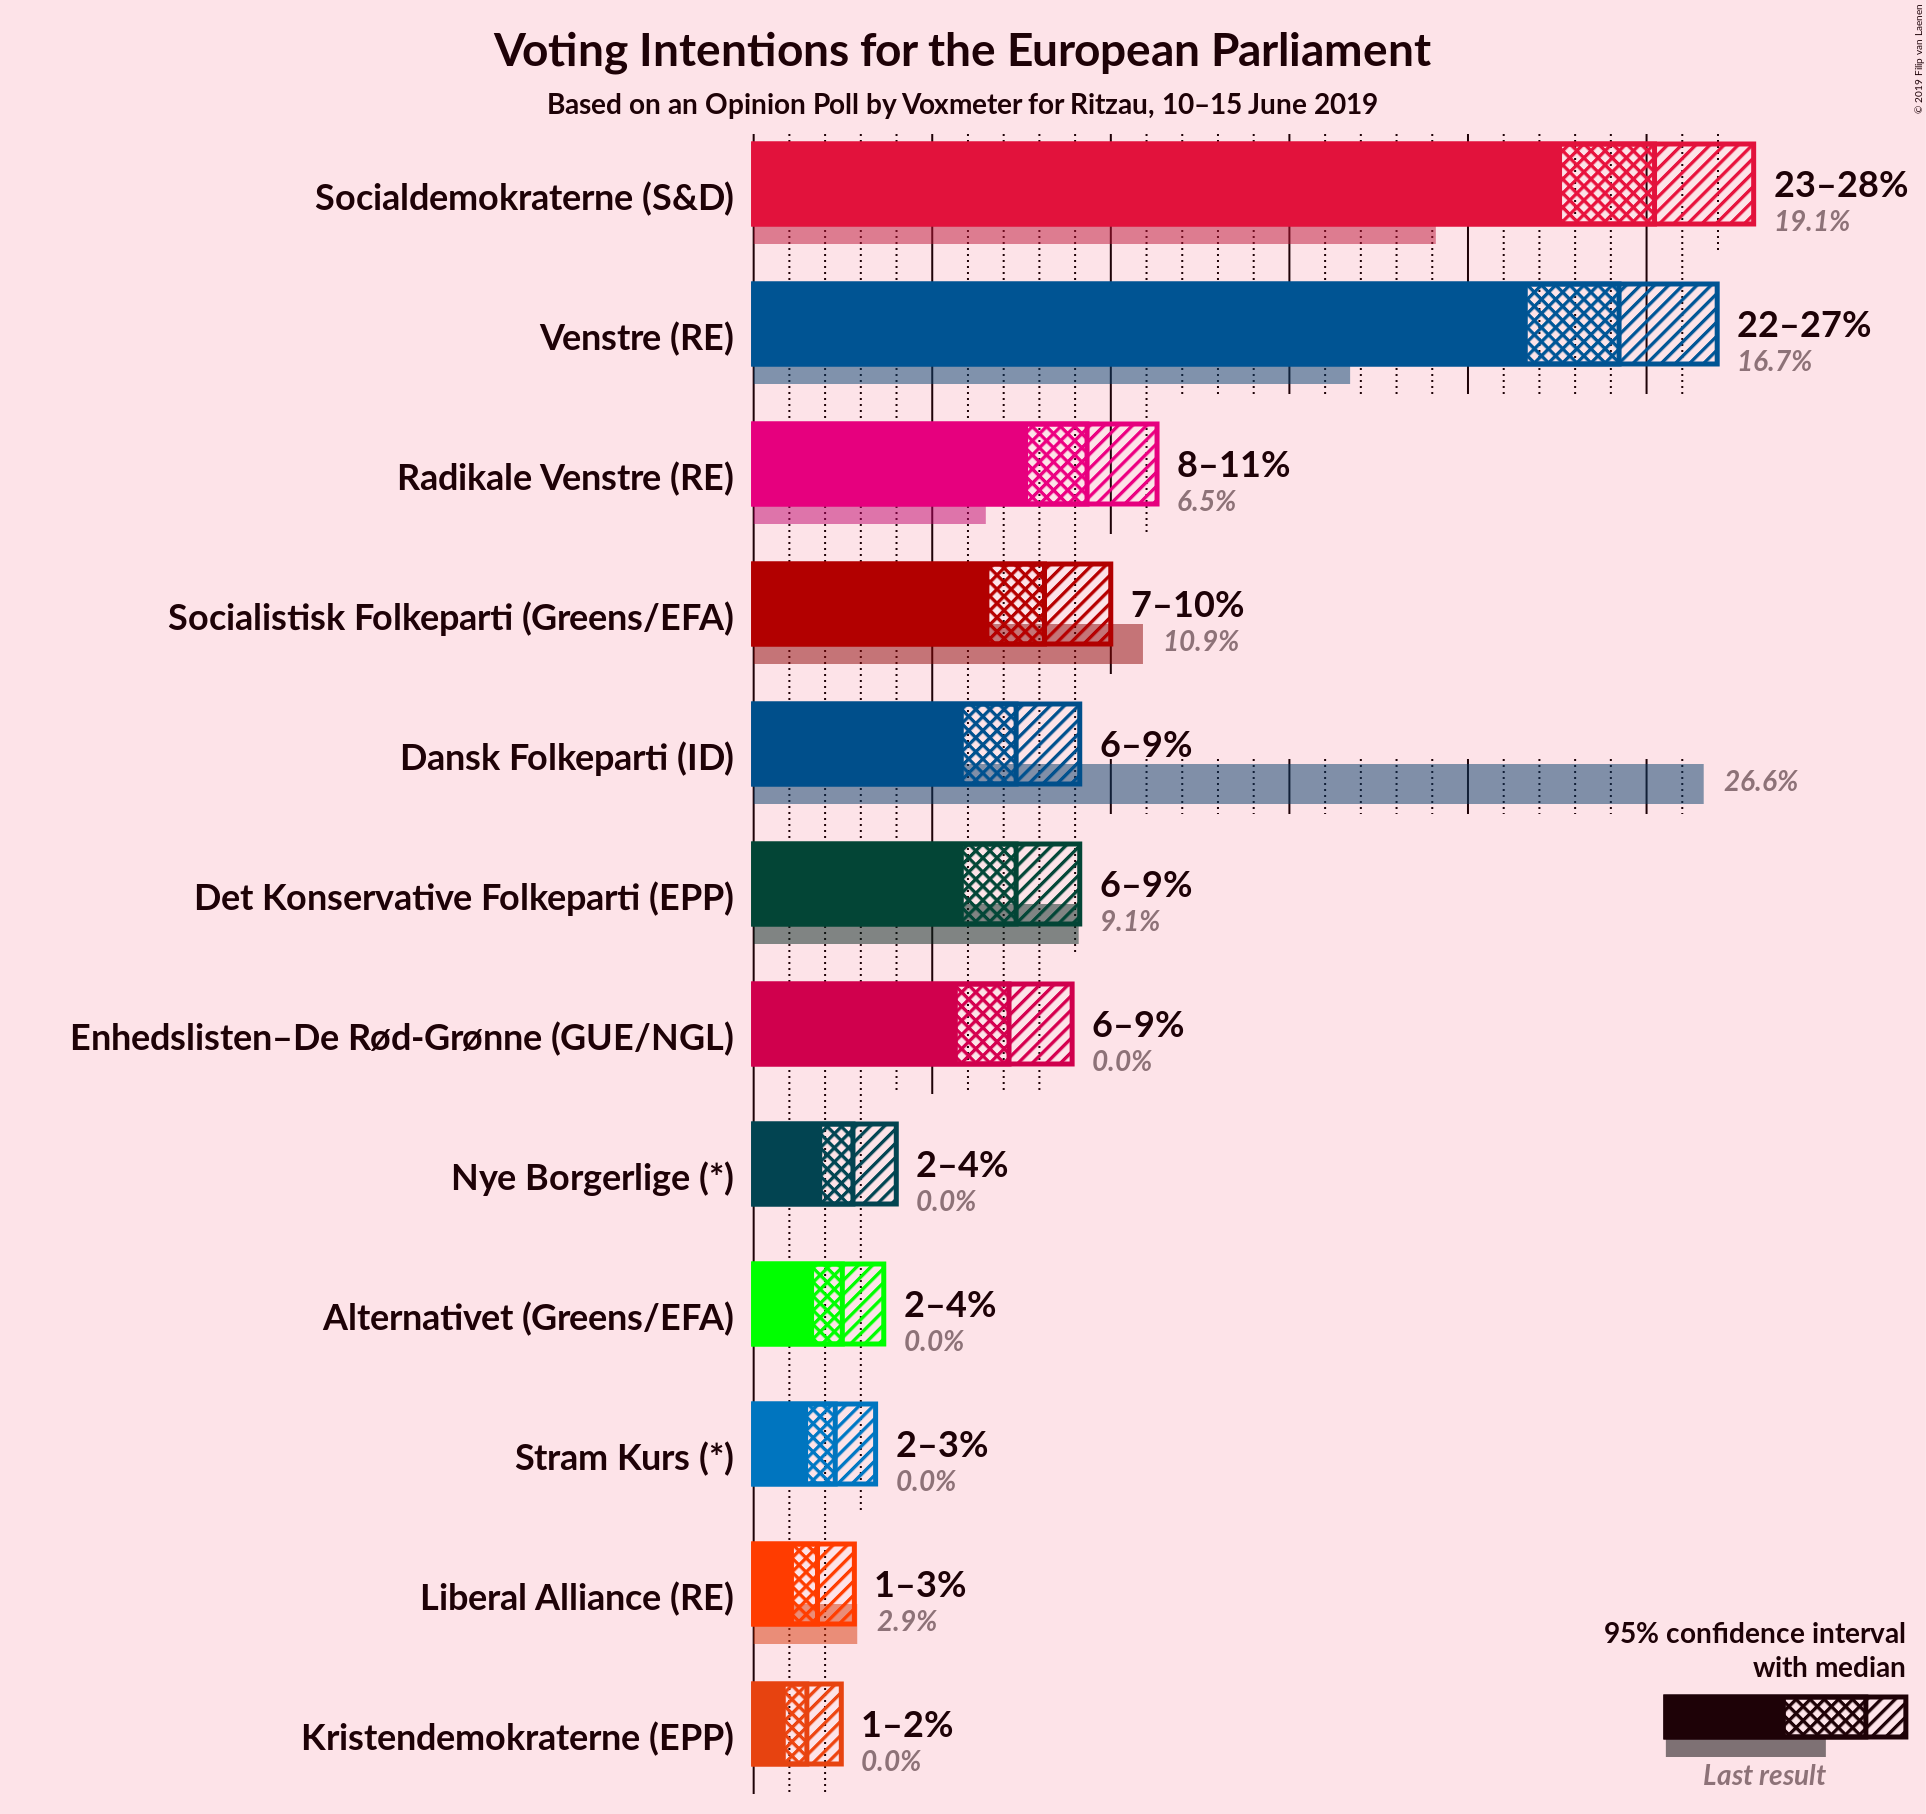 Voting Intentions for the European Parliament
Based on an Opinion Poll by Voxmeter for Ritzau, 10–15 June 2019
© 2019 Filip van Laenen
Socialdemokraterne (S&D)
23–28%
19.1%
Venstre (RE)
22–27%
16.7%
Radikale Venstre (RE)
8–11%
6.5%
Socialistisk Folkeparti (Greens/EFA)
7–10%
10.9%
Dansk Folkeparti (ID)
6–9%
26.6%
Det Konservative Folkeparti (EPP)
6–9%
9.1%
Enhedslisten–De Rød-Grønne (GUE/NGL)
6–9%
0.0%
Nye Borgerlige (*)
2–4%
0.0%
Alternativet (Greens/EFA)
2–4%
0.0%
Stram Kurs (*)
2–3%
0.0%
Liberal Alliance (RE)
1–3%
2.9%
Kristendemokraterne (EPP)
1–2%
0.0%
95% confidence interval
with median
Last result